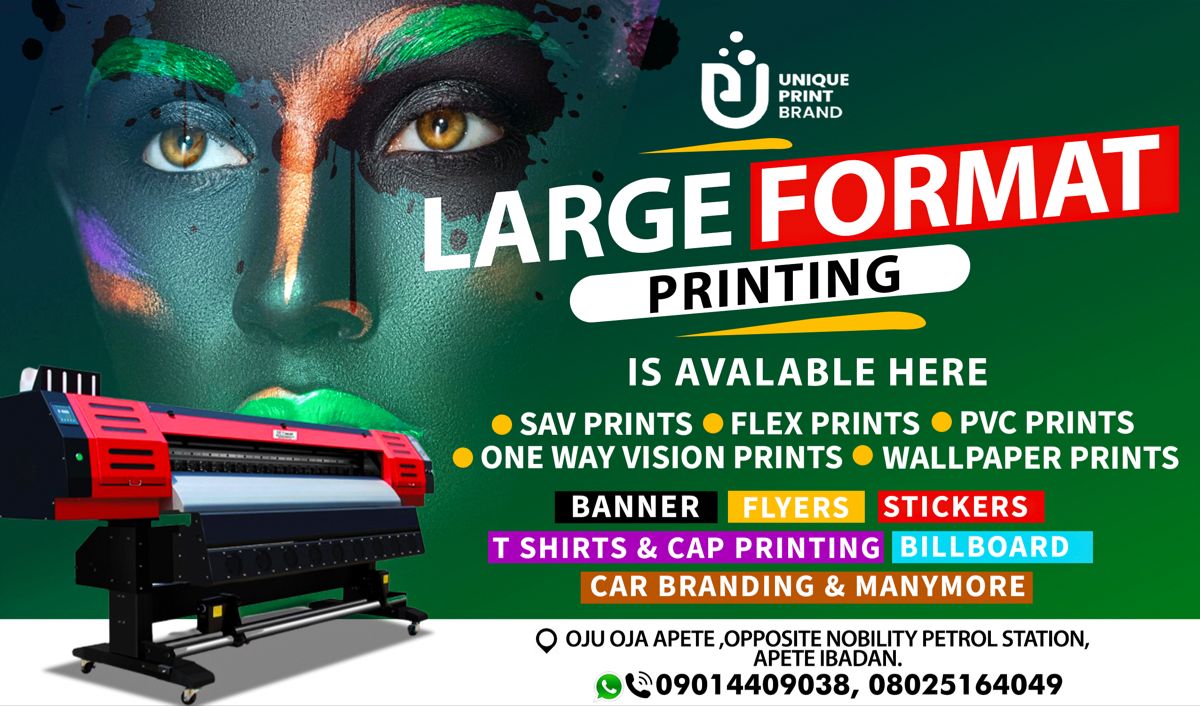 UNIQUE
PRINT
BRAND
LARGE FORMAT
PRINTING
IS AVALABLE HERE
SAV PRINTS FLEX PRINTS PVC PRINTS
ONE WAY VISION PRINTS WALLPAPER PRINTS
BANNER FLYERS STICKERS
T SHIRTS & CAP PRINTING BILLBOARD
CAR BRANDING & MANYMORE
OJU OJA APETE ,OPPOSITE NOBILITY PETROL STATION,
APETE IBADAN.
09014409038, 08025164049